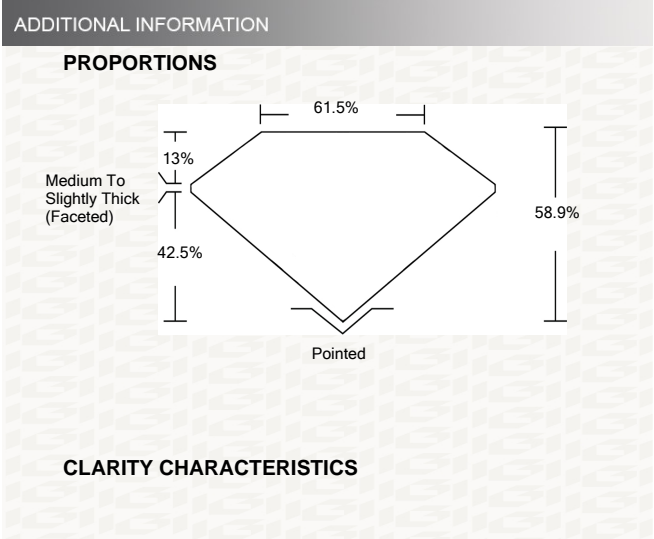 ADDITIONAL INFORMATION
PROPORTIONS
61.5%
13%
Medium To
Slightly Thick
(Faceted)
58.9%
42.5%
Pointed
CLARITY CHARACTERISTICS